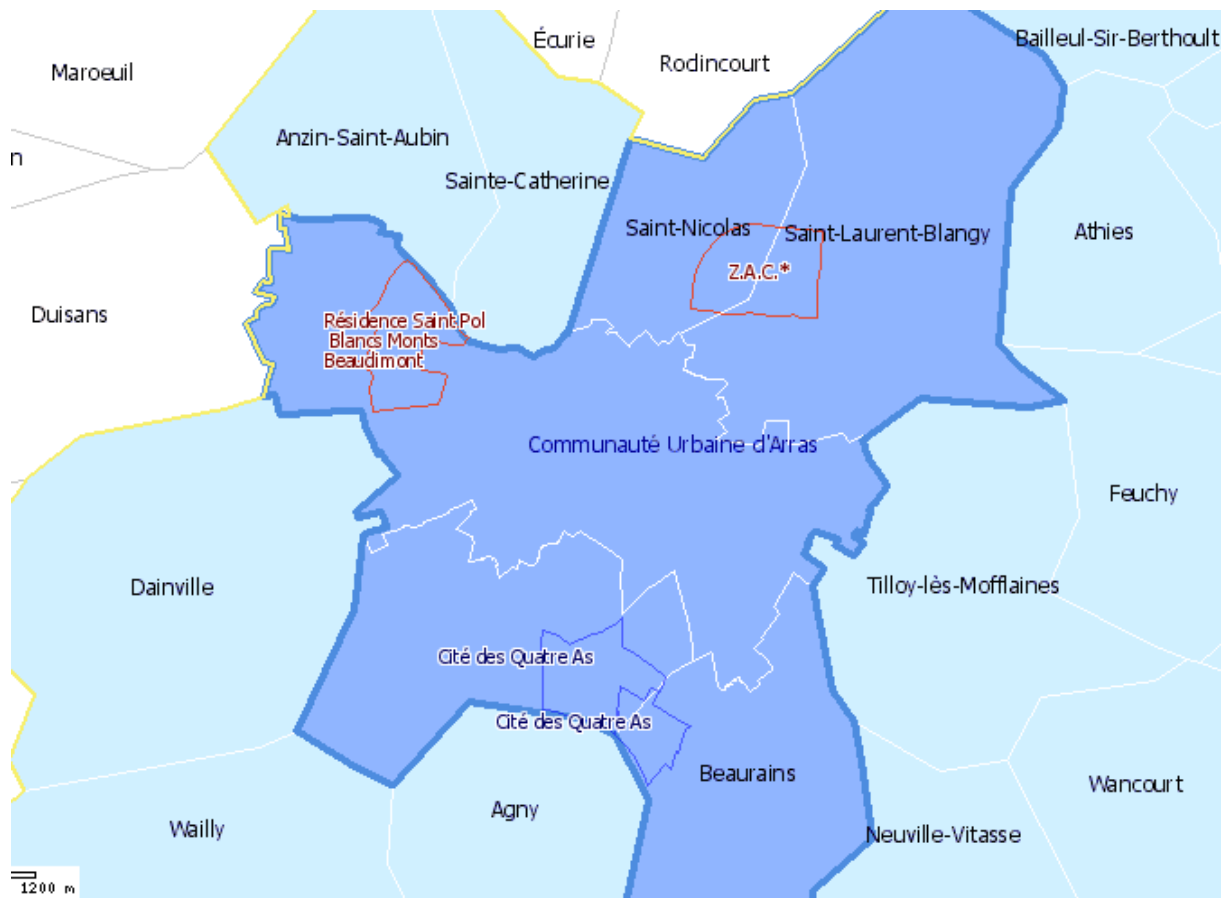 Écurie
Bailleul-Sir-Berthoult
Rodincourt
Maroeuil
Anzin-Saint-Aubin
n
Sainte-Catherine
Saint-Nicolas
Saint-Laurent-Blangy
Athies
Z.A.C.*
Duisans
Résidence Saint Pol
Blancs Monts
Beaudimont
Communauté Urbaine d'Arras
Feuchy
Dainville
Tilloy-lès-Mofflaines
Cité des Quatre As
Cité des Quatre As
Beaurains
Wancourt
Agny
Wailly
Neuville-Vitasse
1200 m